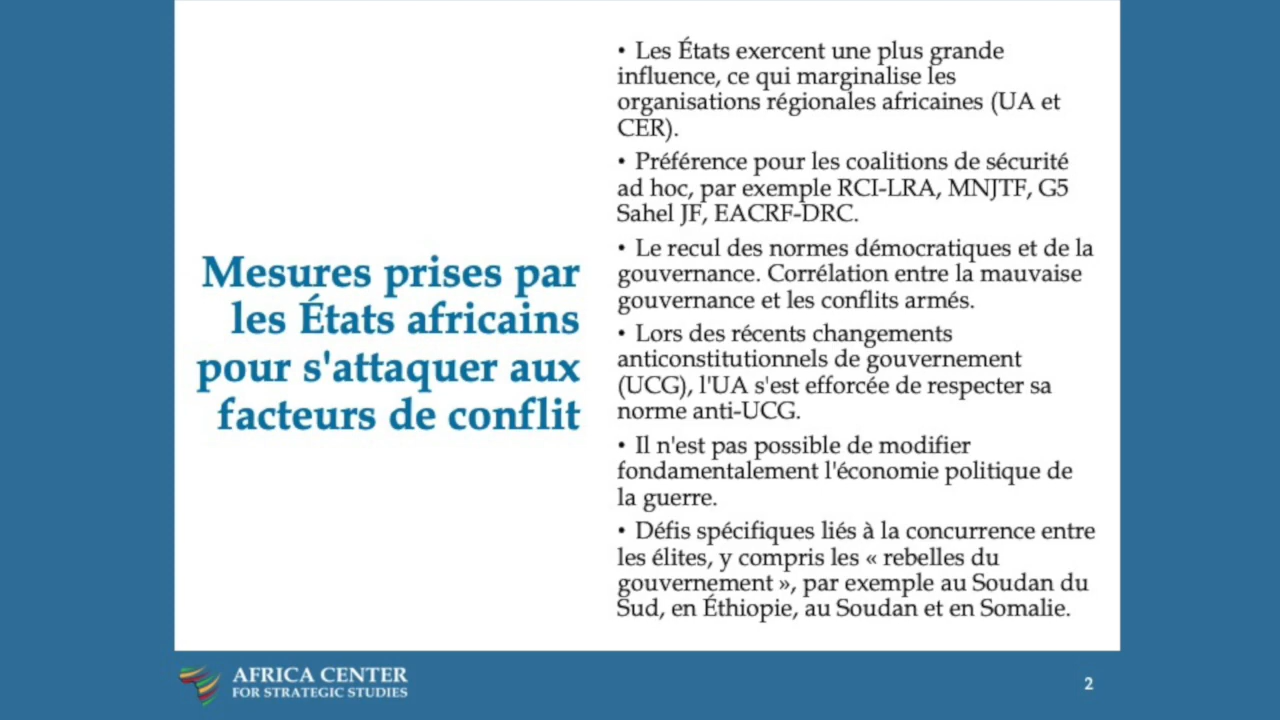 Mesures prises par
les États africains
pour s'attaquer aux
facteurs de conflit
• Les États exercent une plus grande
influence, ce qui marginalise les
organisations régionales africaines (UA et
CER).
• Préférence pour les coalitions de sécurité
ad hoc, par exemple RCI-LRA, MNJTF, G5
Sahel JF, EACRF-DRC.
• Le recul des normes démocratiques et de la
gouvernance. Corrélation entre la mauvaise
gouvernance et les conflits armés.
• Lors des récents changements
anticonstitutionnels de gouvernement
(UCG), l'UA s'est efforcée de respecter sa
norme anti-UCG.
• Il n'est pas possible de modifier
fondamentalement l'économie politique de
la guerre.
• Défis spécifiques liés à la concurrence entre
les élites, y compris les « rebelles du
gouvernement », par exemple au Soudan du
Sud, en Éthiopie, au Soudan et en Somalie.
AFRICA CENTER
FOR STRATEGIC STUDIES
2